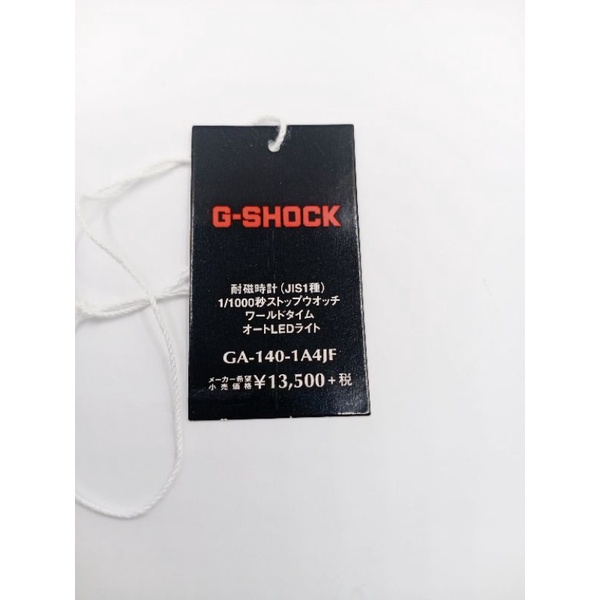 G-SHOCK
耐磁時計(JIS1種)
1/1000秒ストップウオッチ
ワールドタイム
オートLEDライト
GA-140-1A4JF
メーカー希望
小売価格 ¥13,500+税